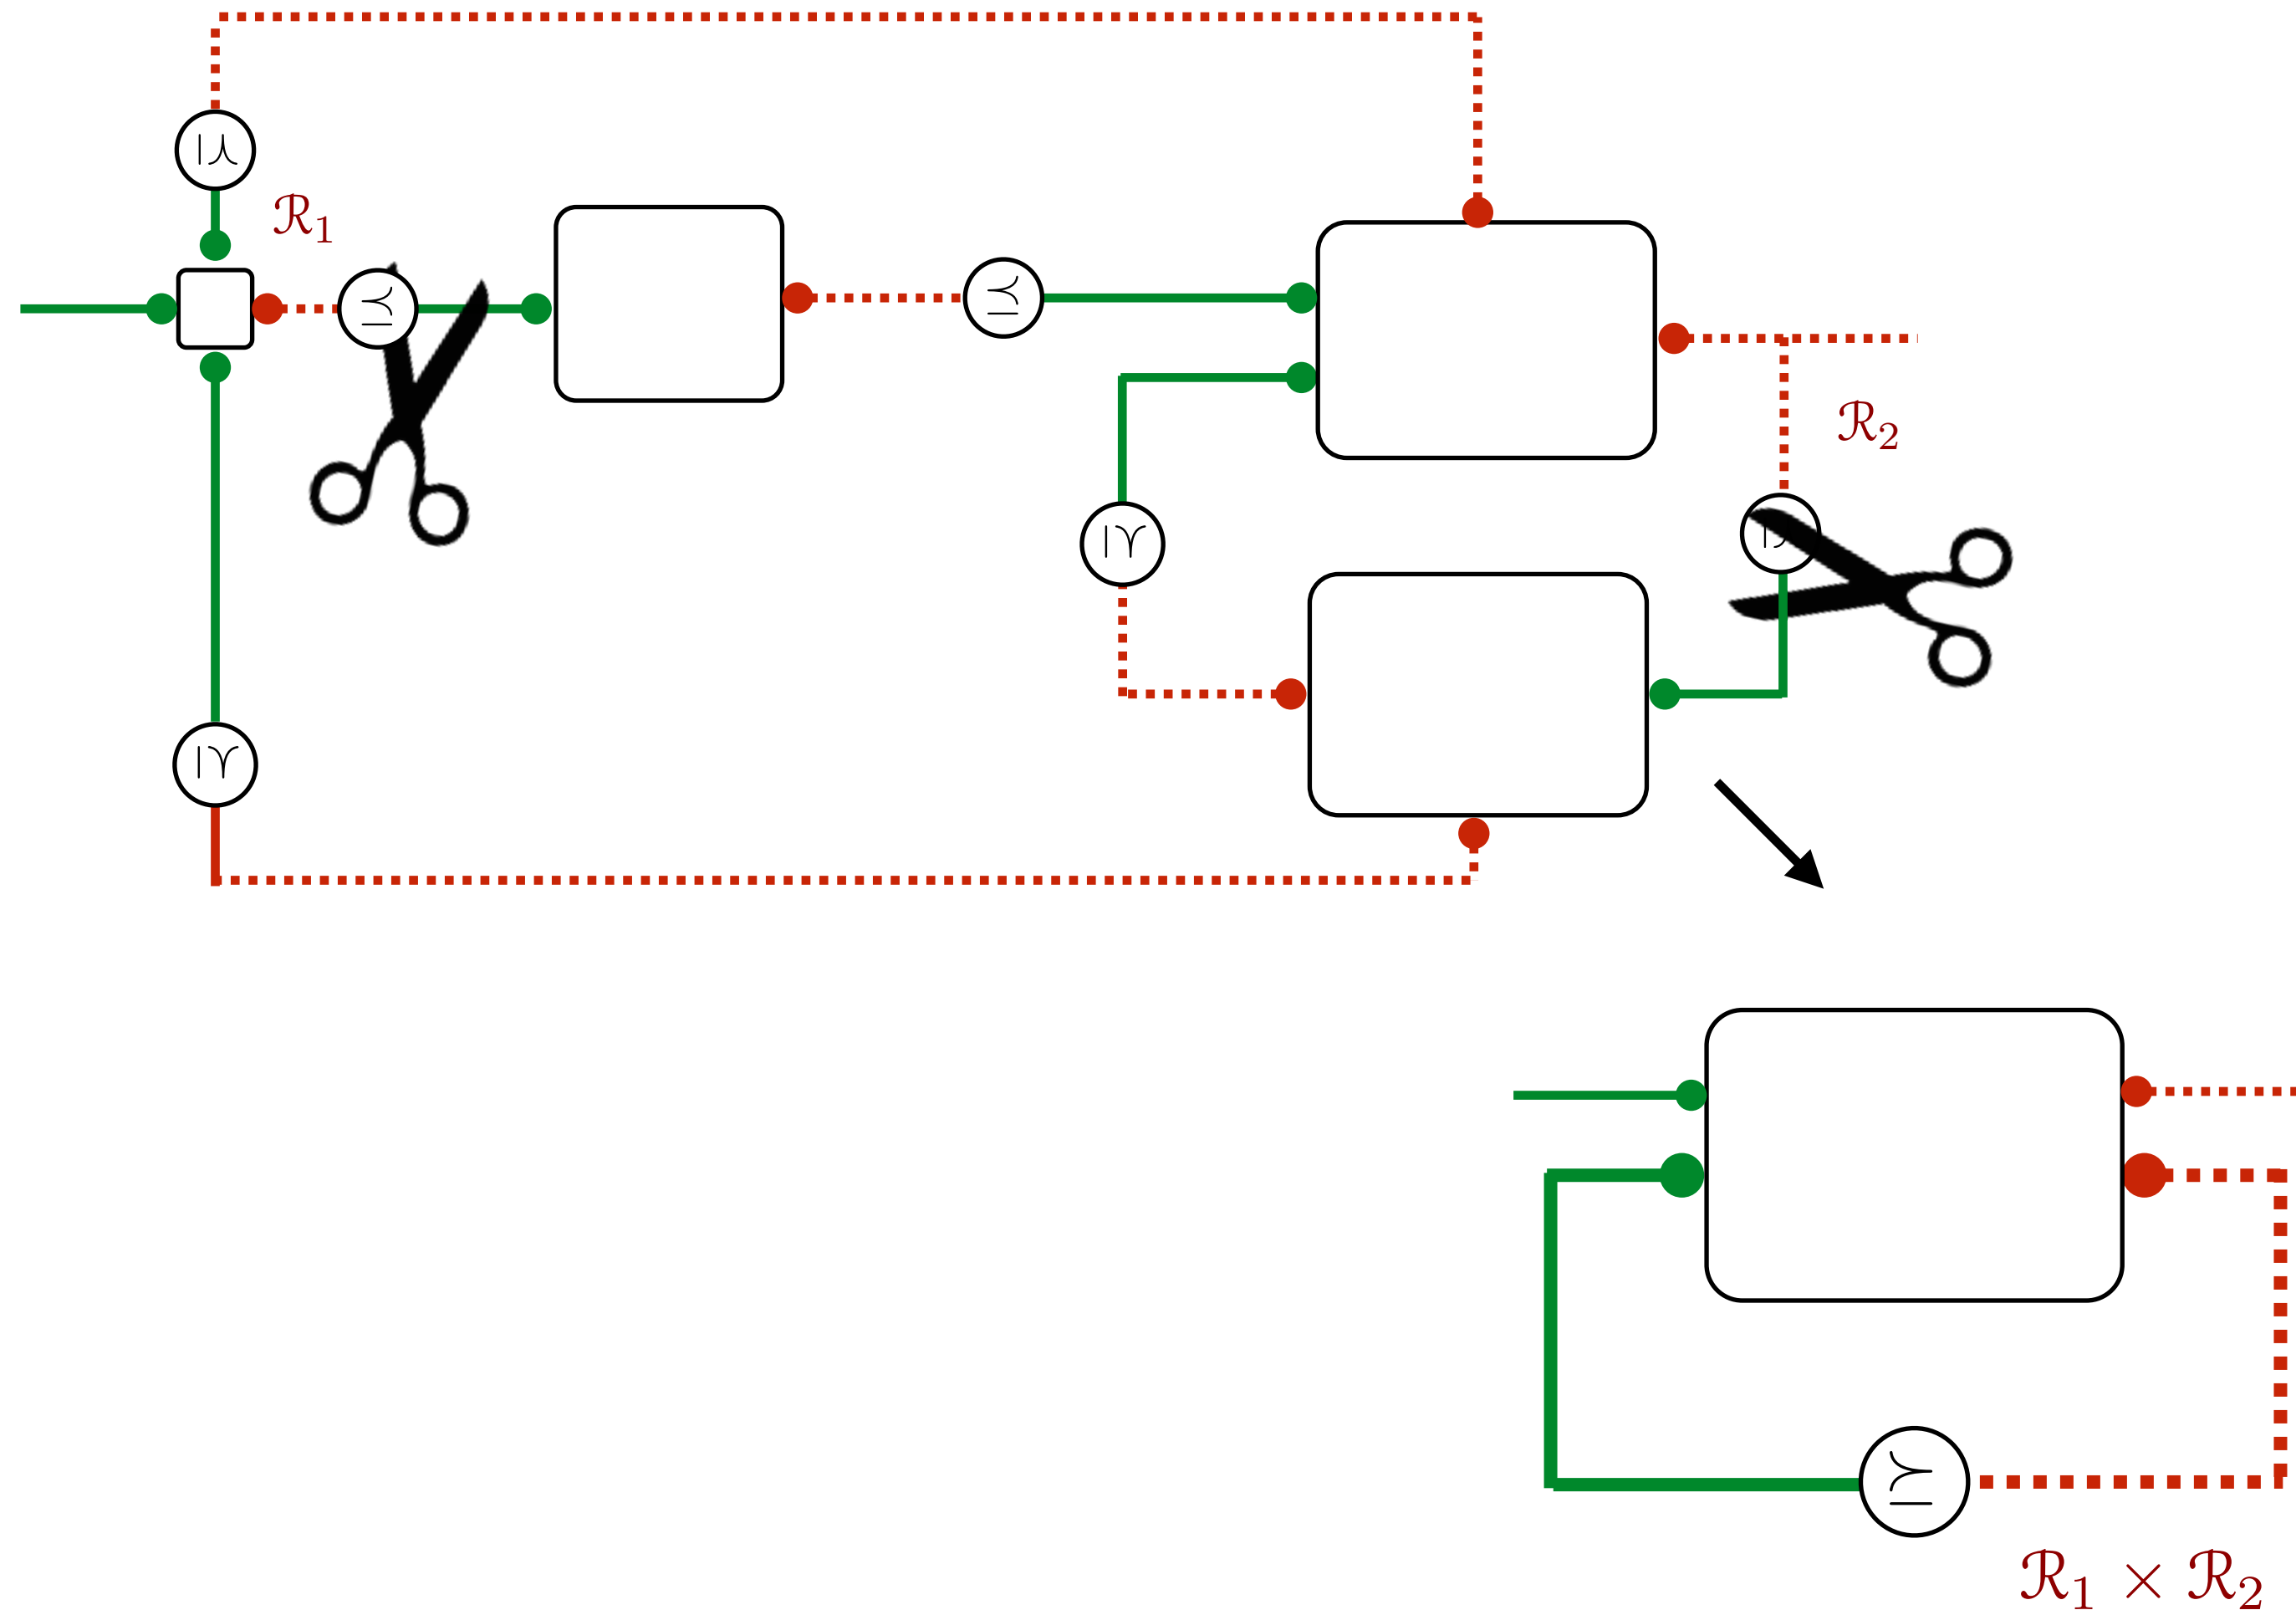 ⪯
ℛ₁
⪯
⪯
ℛ₂
⪰
⪰
⪰
ℛ₁ × ℛ₂